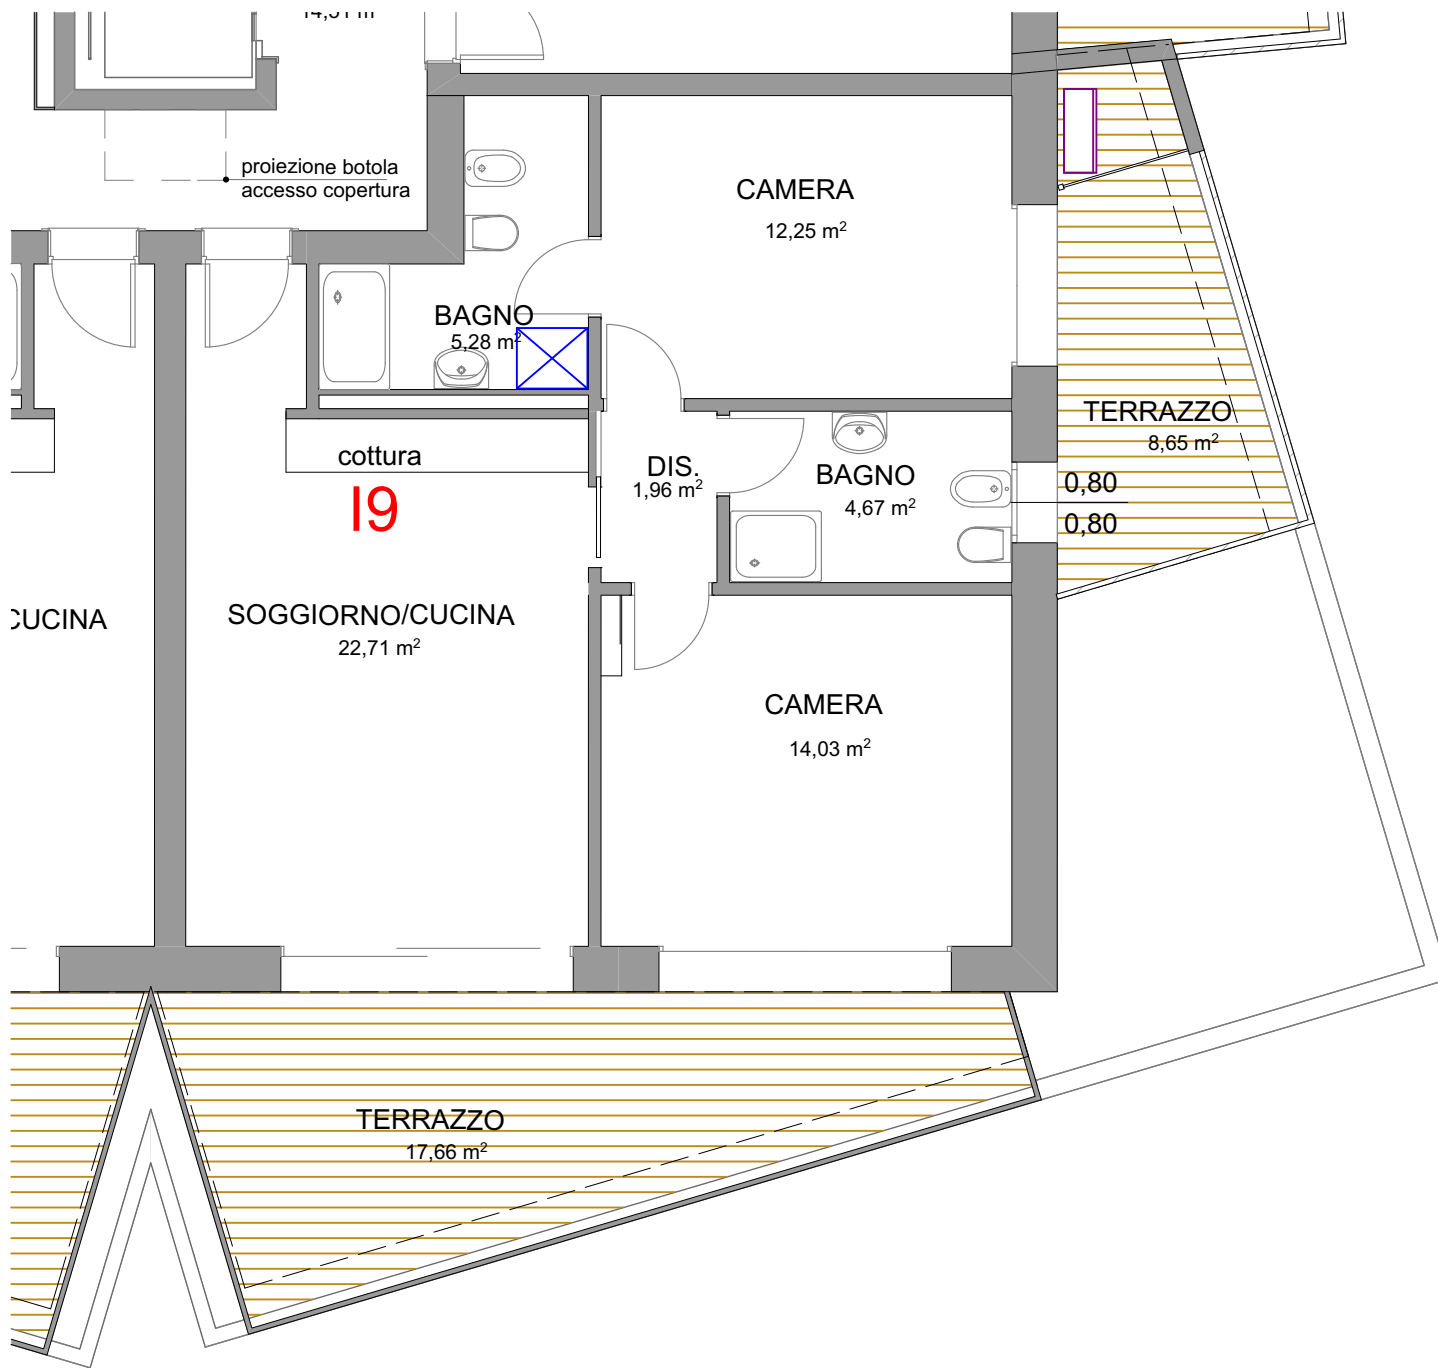 proiezione botola
accesso copertura
CAMERA
12,25 m²
BAGNO
5,28 m²
TERRAZZO
8,65 m²
cottura
I9
DIS.
1,96 m²
BAGNO
4,67 m²
0,80
0,80
CUCINA
SOGGIORNO/CUCINA
22,71 m²
CAMERA
14,03 m²
TERRAZZO
17,66 m²